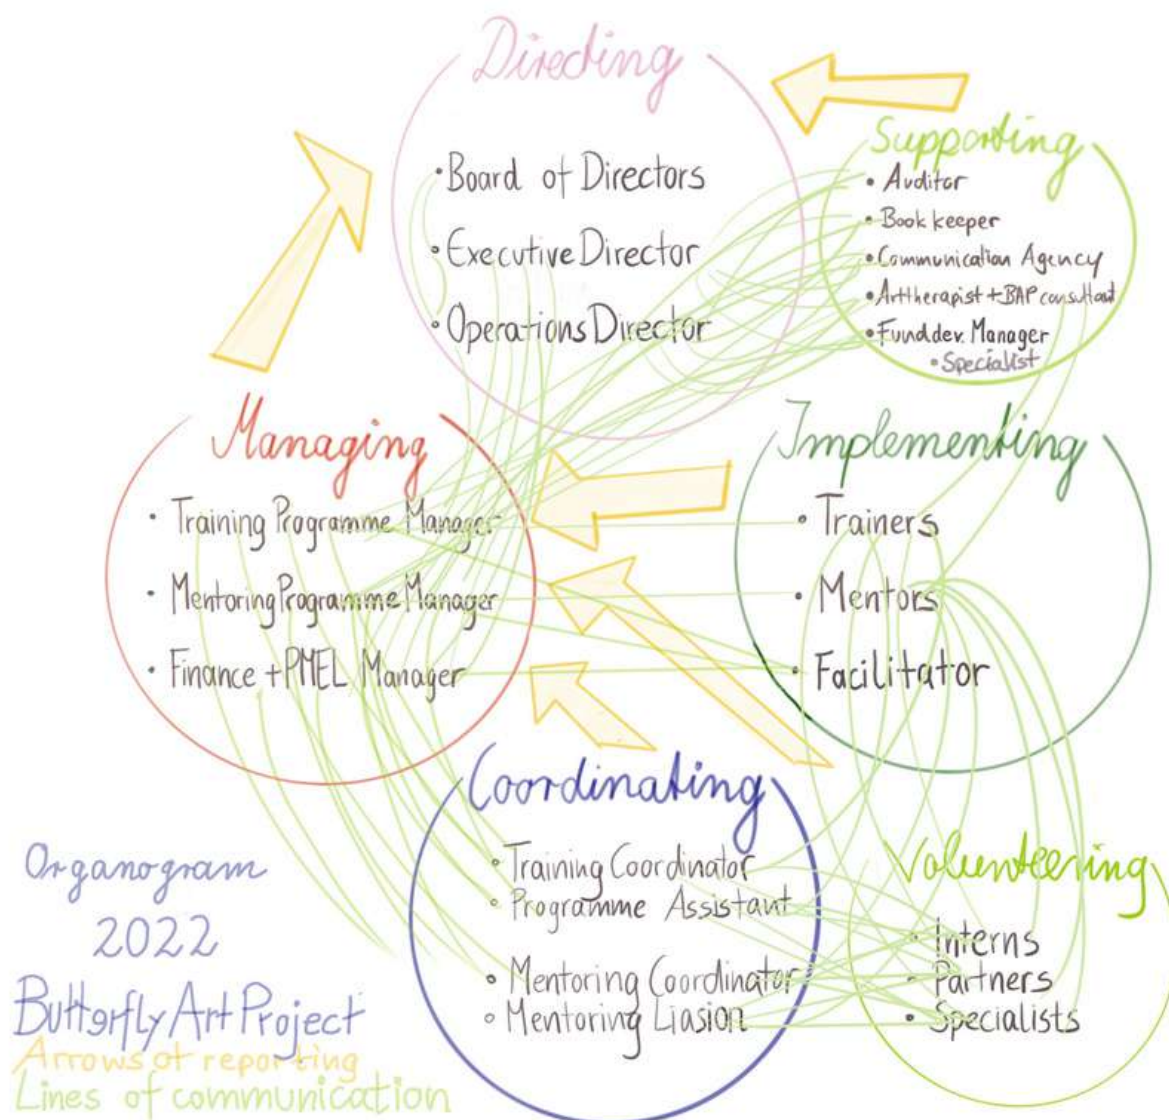 Directing
• Board of Directors
• Executive Director
• Operations Director
Supporting
• Auditor
• Book keeper
• Communication Agency
• Arttherapist + BAP consultant
• Funddev. Manager
• Specialist
Managing
• Training Programme Manager
• Mentoring Programme Manager
• Finance + PMEL Manager
Implementing
• Trainers
• Mentors
• Facilitator
Coordinating
• Training Coordinator
• Programme Assistant
• Mentoring Coordinator
• Mentoring Liasion
Volunteering
• Interns
• Partners
• Specialists
Organogram
2022
Butterfly Art Project
Arrows of reporting
Lines of communication